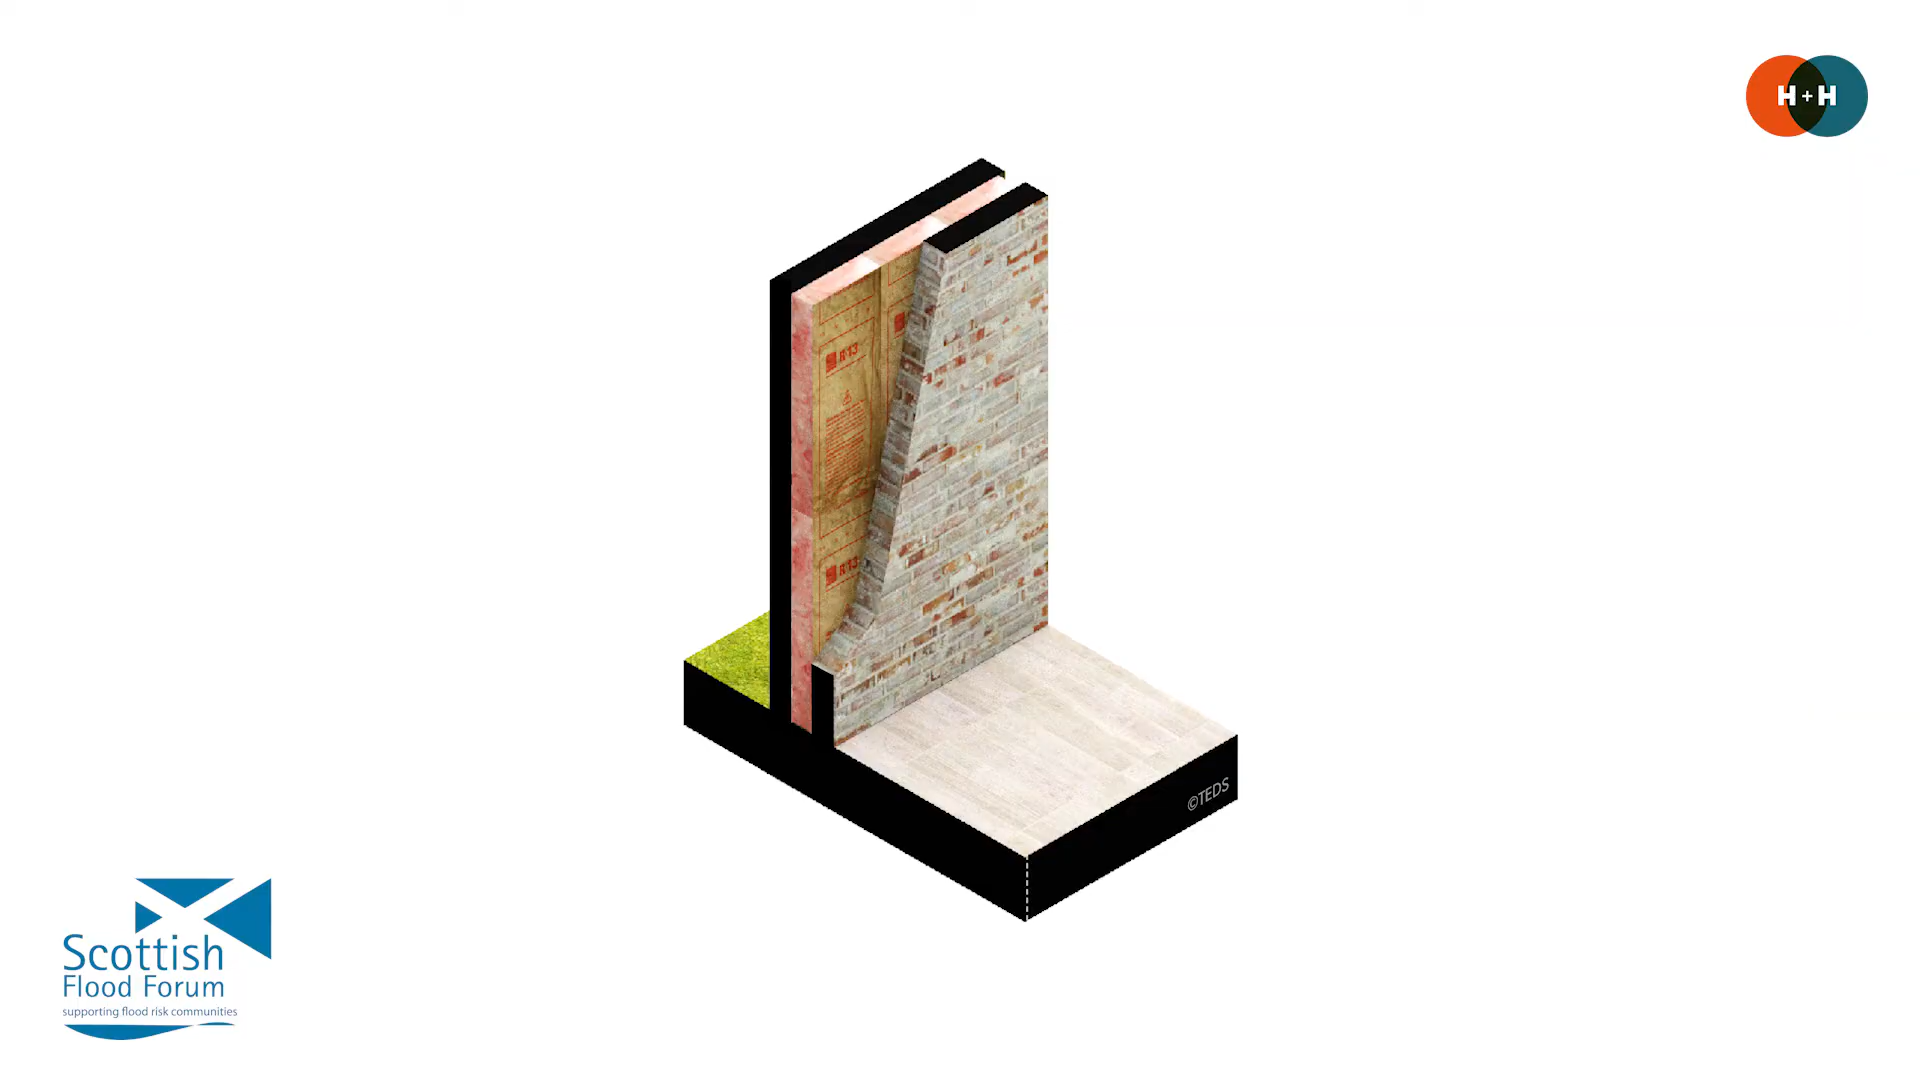 H+H
R13
R13
©TEDS
Scottish
Flood Forum
supporting flood risk communities